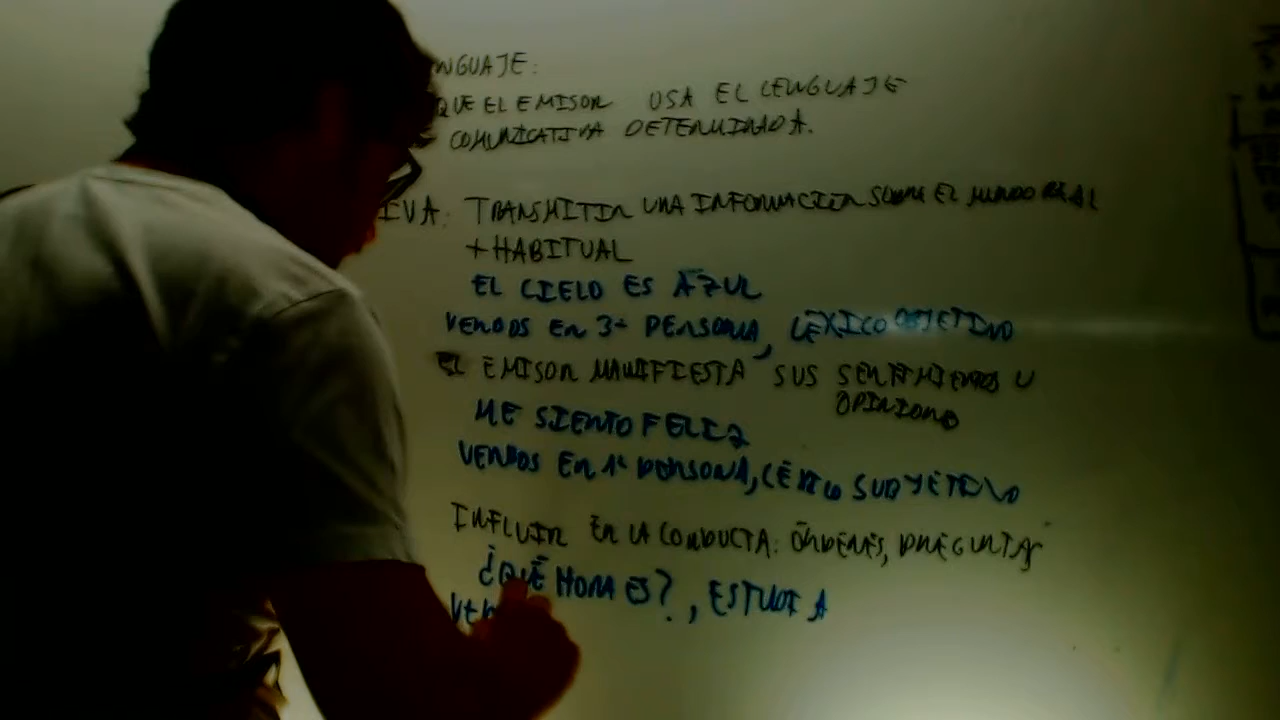 NGUAJE:
QUE EL EMISOR USA EL LENGUAJE
COMUNICATIVA DETERMINADA.
IVA: TRANSMITIR UNA INFORMACIÓN SOBRE EL MUNDO REAL
+ HABITUAL
EL CIELO ES AZUL
VERBOS EN 3ª PERSONA, LÉXICO OBJETIVO
EL EMISOR MANIFIESTA SUS SENTIMIENTOS U
OPINIONES
ME SIENTO FELIZ
VERBOS EN 1ª PERSONA, LÉXICO SUBJETIVO
INFLUIR EN LA CONDUCTA: ÓRDENES, PREGUNTAS
¿QUÉ HORA ES?, ESTUDIA